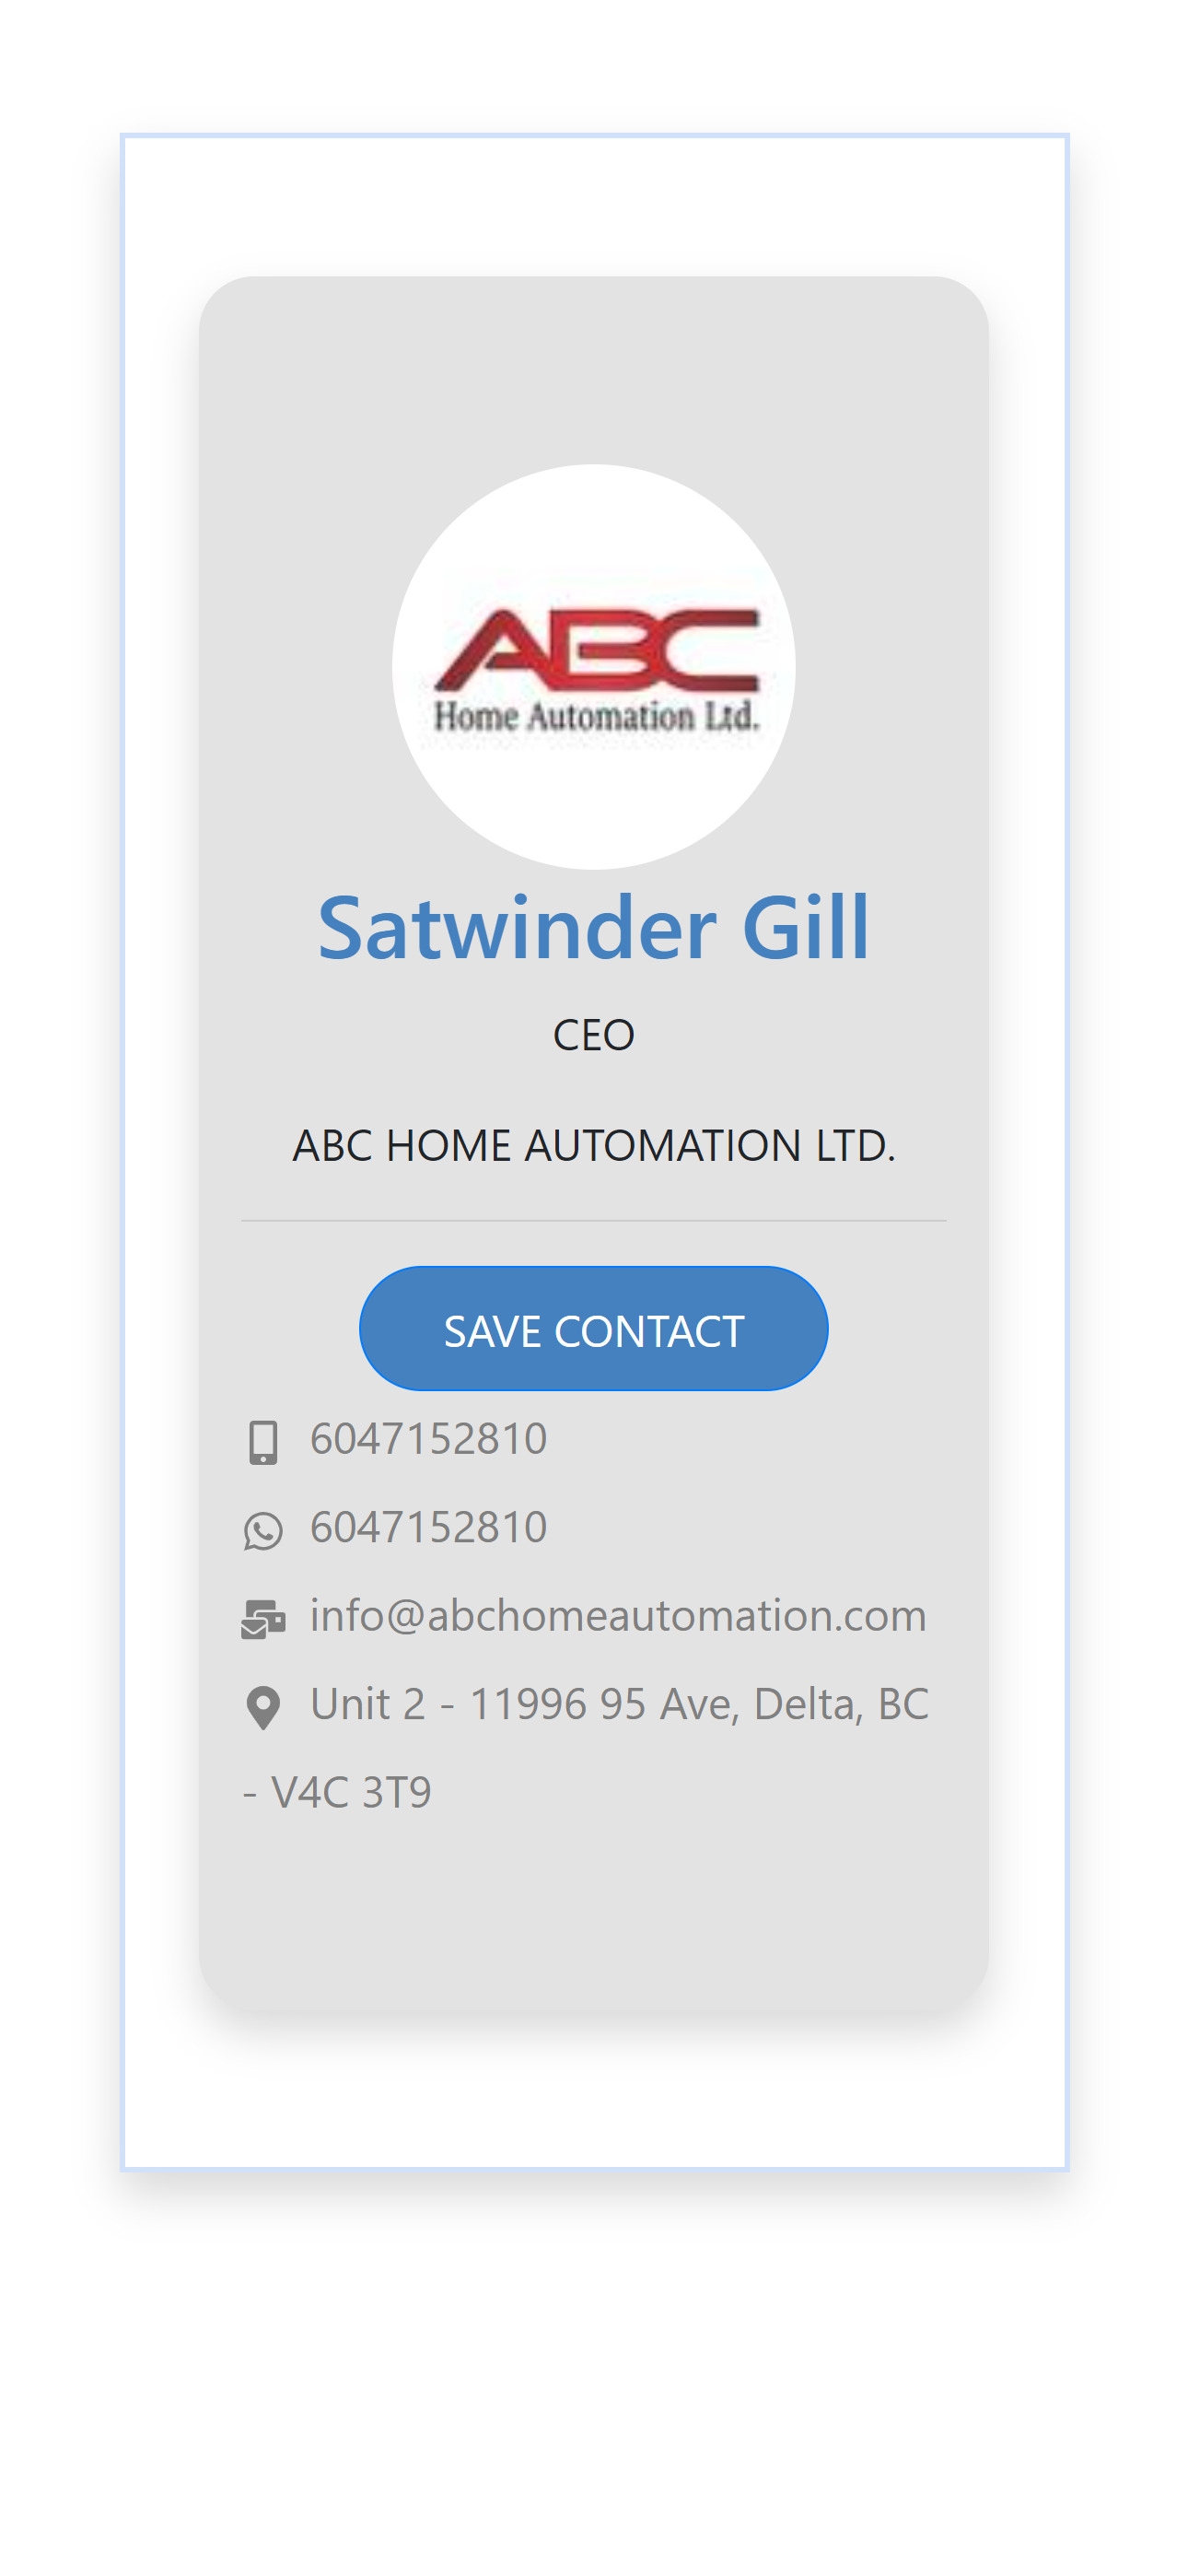 ABC
Home Automation Ltd.
Satwinder Gill
CEO
ABC HOME AUTOMATION LTD.
SAVE CONTACT
6047152810
6047152810
info@abchomeautomation.com
Unit 2 - 11996 95 Ave, Delta, BC
- V4C 3T9